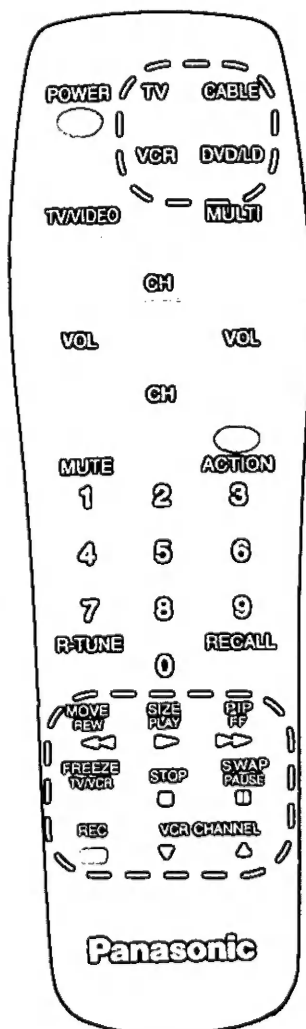 POWER TV CABLE
VCR DVD/LD
TV/VIDEO MULTI
CH
VOL VOL
CH
MUTE ACTION
1 2 3
4 5 6
7 8 9
R-TUNE RECALL
0
MOVE SIZE PIP
REW PLAY FF
FREEZE STOP SWAP
TV/VCR PAUSE
REC VCR CHANNEL
Panasonic